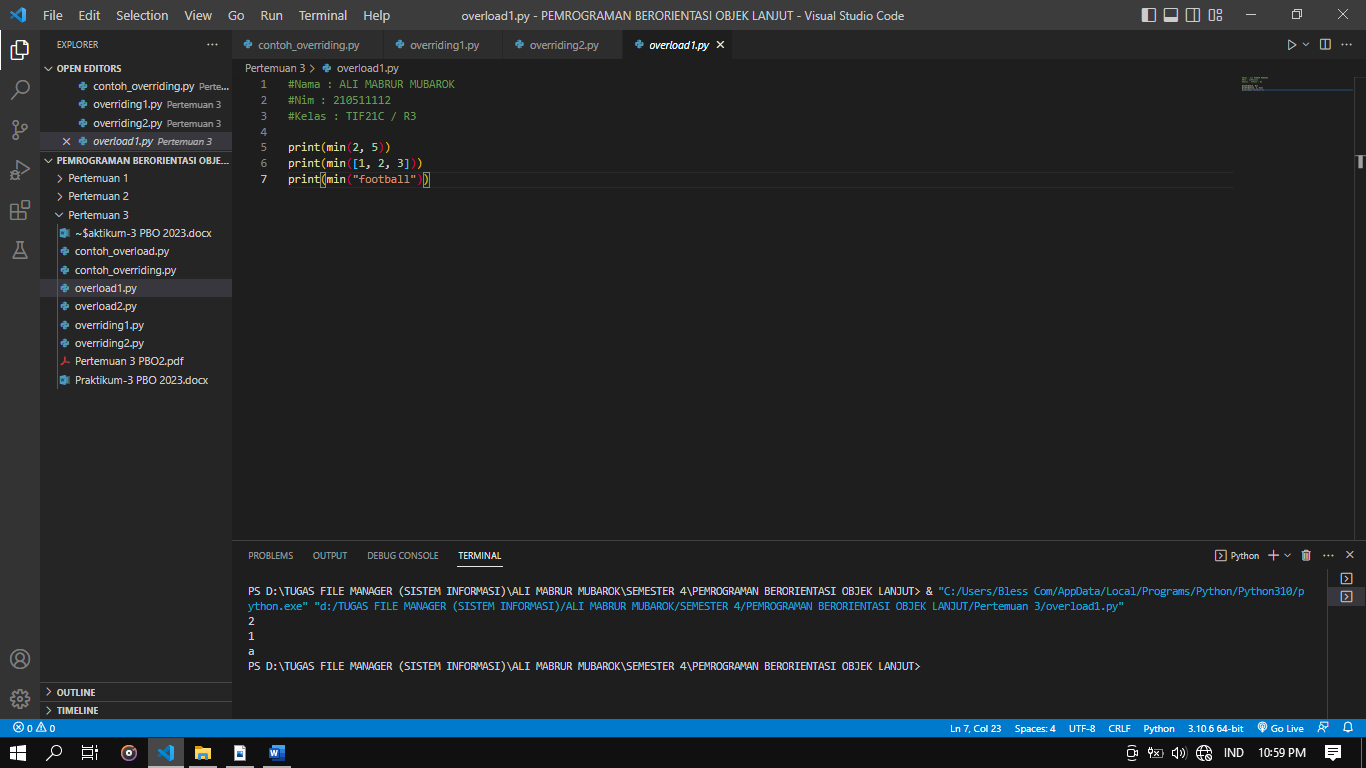 File Edit Selection View Go Run Terminal Help overload1.py - PEMROGRAMAN BERORIENTASI OBJEK LANJUT - Visual Studio Code
EXPLORER
OPEN EDITORS
contoh_overriding.py Perte...
overriding1.py Pertemuan 3
overriding2.py Pertemuan 3
overload1.py Pertemuan 3
PEMROGRAMAN BERORIENTASI OBJE...
Pertemuan 1
Pertemuan 2
Pertemuan 3
~$aktikum-3 PBO 2023.docx
contoh_overload.py
contoh_overriding.py
overload1.py
overload2.py
overriding1.py
overriding2.py
Pertemuan 3 PBO2.pdf
Praktikum-3 PBO 2023.docx
OUTLINE
TIMELINE
contoh_overriding.py overriding1.py overriding2.py overload1.py
Pertemuan 3 > overload1.py
1 #Nama : ALI MABRUR MUBAROK
2 #Nim : 210511112
3 #Kelas : TIF21C / R3
4
5 print(min(2, 5))
6 print(min([1, 2, 3]))
7 print(min("football"))
PROBLEMS OUTPUT DEBUG CONSOLE TERMINAL
Python
PS D:\TUGAS FILE MANAGER (SISTEM INFORMASI)\ALI MABRUR MUBAROK\SEMESTER 4\PEMROGRAMAN BERORIENTASI OBJEK LANJUT> & "C:/Users/Bless Com/AppData/Local/Programs/Python/Python310/p
ython.exe" "d:/TUGAS FILE MANAGER (SISTEM INFORMASI)/ALI MABRUR MUBAROK/SEMESTER 4/PEMROGRAMAN BERORIENTASI OBJEK LANJUT/Pertemuan 3/overload1.py"
2
1
a
PS D:\TUGAS FILE MANAGER (SISTEM INFORMASI)\ALI MABRUR MUBAROK\SEMESTER 4\PEMROGRAMAN BERORIENTASI OBJEK LANJUT>
0 0 Ln 7, Col 23 Spaces: 4 UTF-8 CRLF Python 3.10.6 64-bit Go Live
IND 10:59 PM